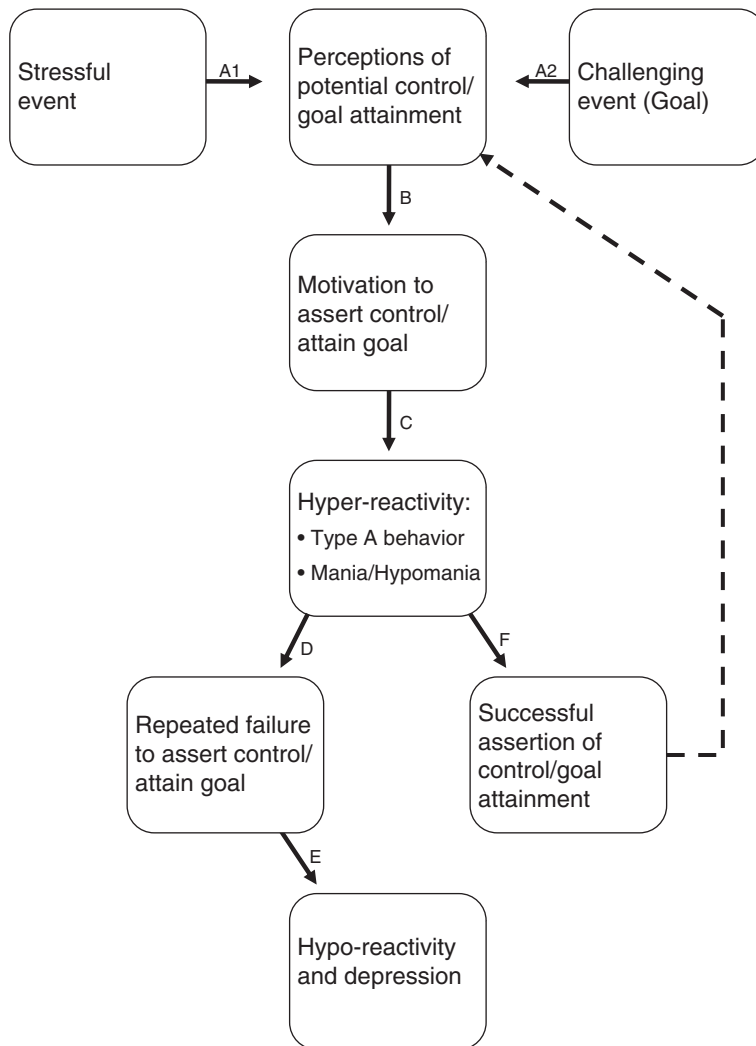 Stressful
event
A1
Perceptions of
potential control/
goal attainment
A2
Challenging
event (Goal)
B
Motivation to
assert control/
attain goal
C
Hyper-reactivity:
• Type A behavior
• Mania/Hypomania
D
F
Repeated failure
to assert control/
attain goal
Successful
assertion of
control/goal
attainment
E
Hypo-reactivity
and depression